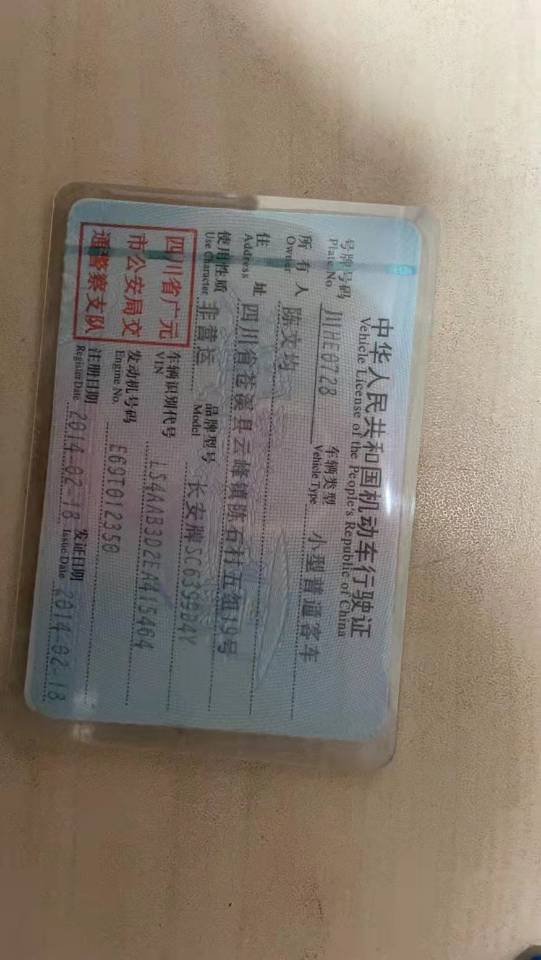 中华人民共和国机动车行驶证
Vehicle License of the People's Republic of China
号牌号码 川HE0728 车辆类型 小型普通客车
Plate No. Vehicle Type
所有人 陈文均
Owner
住址 四川省苍溪县云峰镇陈石村五组19号
Address
使用性质 非营运 品牌型号 长安牌SC6399B4Y
Use Character Model
四川省广元
市公安局交
通警察支队
车辆识别代号 LS4AAB3D2EA415464
VIN
发动机号码 E69T012350
Engine No.
注册日期 2014-02-18 发证日期 2014-02-18
Register Date Issue Date